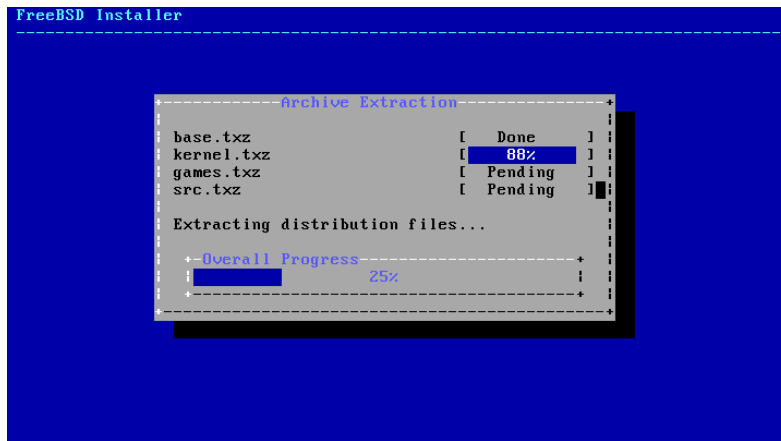 FreeBSD Installer
Archive Extraction
base.txz [ Done ]
kernel.txz [ 88% ]
games.txz [ Pending ]
src.txz [ Pending ]
Extracting distribution files...
Overall Progress
25%